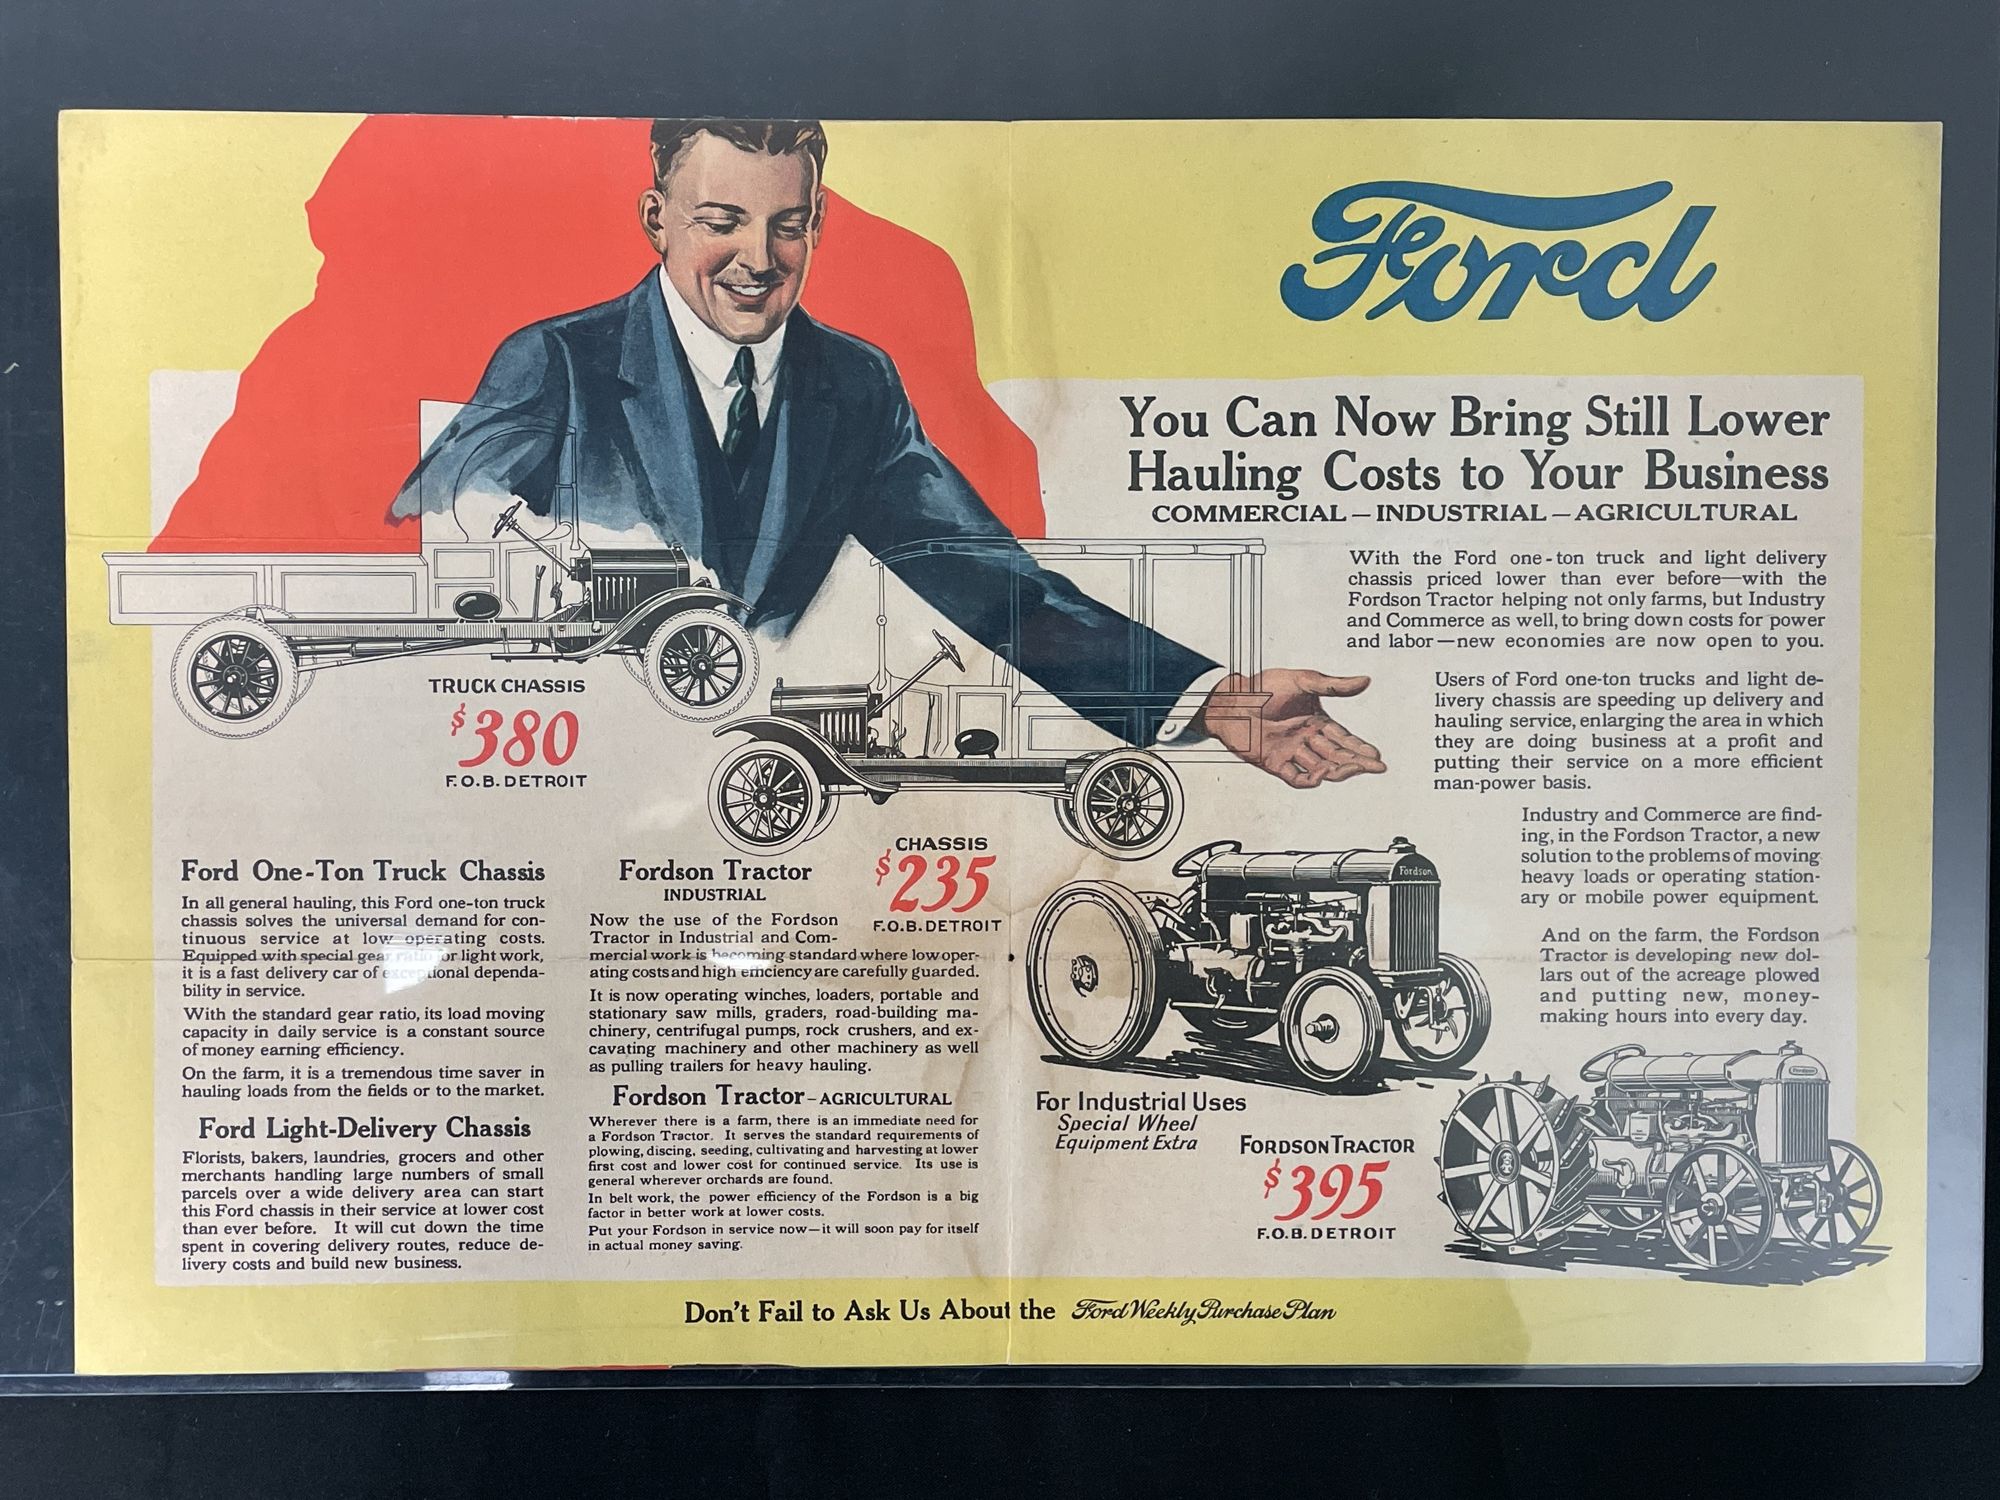 Ford
You Can Now Bring Still Lower
Hauling Costs to Your Business
COMMERCIAL — INDUSTRIAL — AGRICULTURAL
With the Ford one-ton truck and light delivery
chassis priced lower than ever before—with the
Fordson Tractor helping not only farms, but Industry
and Commerce as well, to bring down costs for power
and labor—new economies are now open to you.
Users of Ford one-ton trucks and light de-
livery chassis are speeding up delivery and
hauling service, enlarging the area in which
they are doing business at a profit and
putting their service on a more efficient
man-power basis.
Industry and Commerce are find-
ing, in the Fordson Tractor, a new
solution to the problems of moving
heavy loads or operating station-
ary or mobile power equipment.
And on the farm, the Fordson
Tractor is developing new dol-
lars out of the acreage plowed
and putting new, money-
making hours into every day.
TRUCK CHASSIS
$380
F.O.B. DETROIT
CHASSIS
$235
F.O.B. DETROIT
Ford One-Ton Truck Chassis
In all general hauling, this Ford one-ton truck
chassis solves the universal demand for con-
tinuous service at low operating costs.
Equipped with special gear ratio for light work,
it is a fast delivery car of exceptional dependa-
bility in service.
With the standard gear ratio, its load moving
capacity in daily service is a constant source
of money earning efficiency.
On the farm, it is a tremendous time saver in
hauling loads from the fields or to the market.
Ford Light-Delivery Chassis
Florists, bakers, laundries, grocers and other
merchants handling large numbers of small
parcels over a wide delivery area can start
this Ford chassis in their service at lower cost
than ever before. It will cut down the time
spent in covering delivery routes, reduce de-
livery costs and build new business.
Fordson Tractor
INDUSTRIAL
Now the use of the Fordson
Tractor in Industrial and Com-
mercial work is becoming standard where low oper-
ating costs and high efficiency are carefully guarded.
It is now operating winches, loaders, portable and
stationary saw mills, graders, road-building ma-
chinery, centrifugal pumps, rock crushers, and ex-
cavating machinery and other machinery as well
as pulling trailers for heavy hauling.
Fordson Tractor – AGRICULTURAL
Wherever there is a farm, there is an immediate need for
a Fordson Tractor. It serves the standard requirements of
plowing, discing, seeding, cultivating and harvesting at lower
first cost and lower cost for continued service. Its use is
general wherever orchards are found.
In belt work, the power efficiency of the Fordson is a big
factor in better work at lower costs.
Put your Fordson in service now—it will soon pay for itself
in actual money saving.
Fordson
For Industrial Uses
Special Wheel
Equipment Extra
FORDSON TRACTOR
$395
F.O.B. DETROIT
Fordson
Don't Fail to Ask Us About the Ford Weekly Purchase Plan